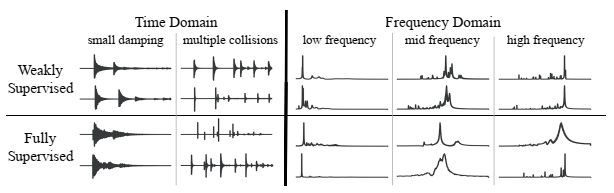 Time Domain
Frequency Domain
small damping
multiple collisions
low frequency
mid frequency
high frequency
Weakly
Supervised
Fully
Supervised